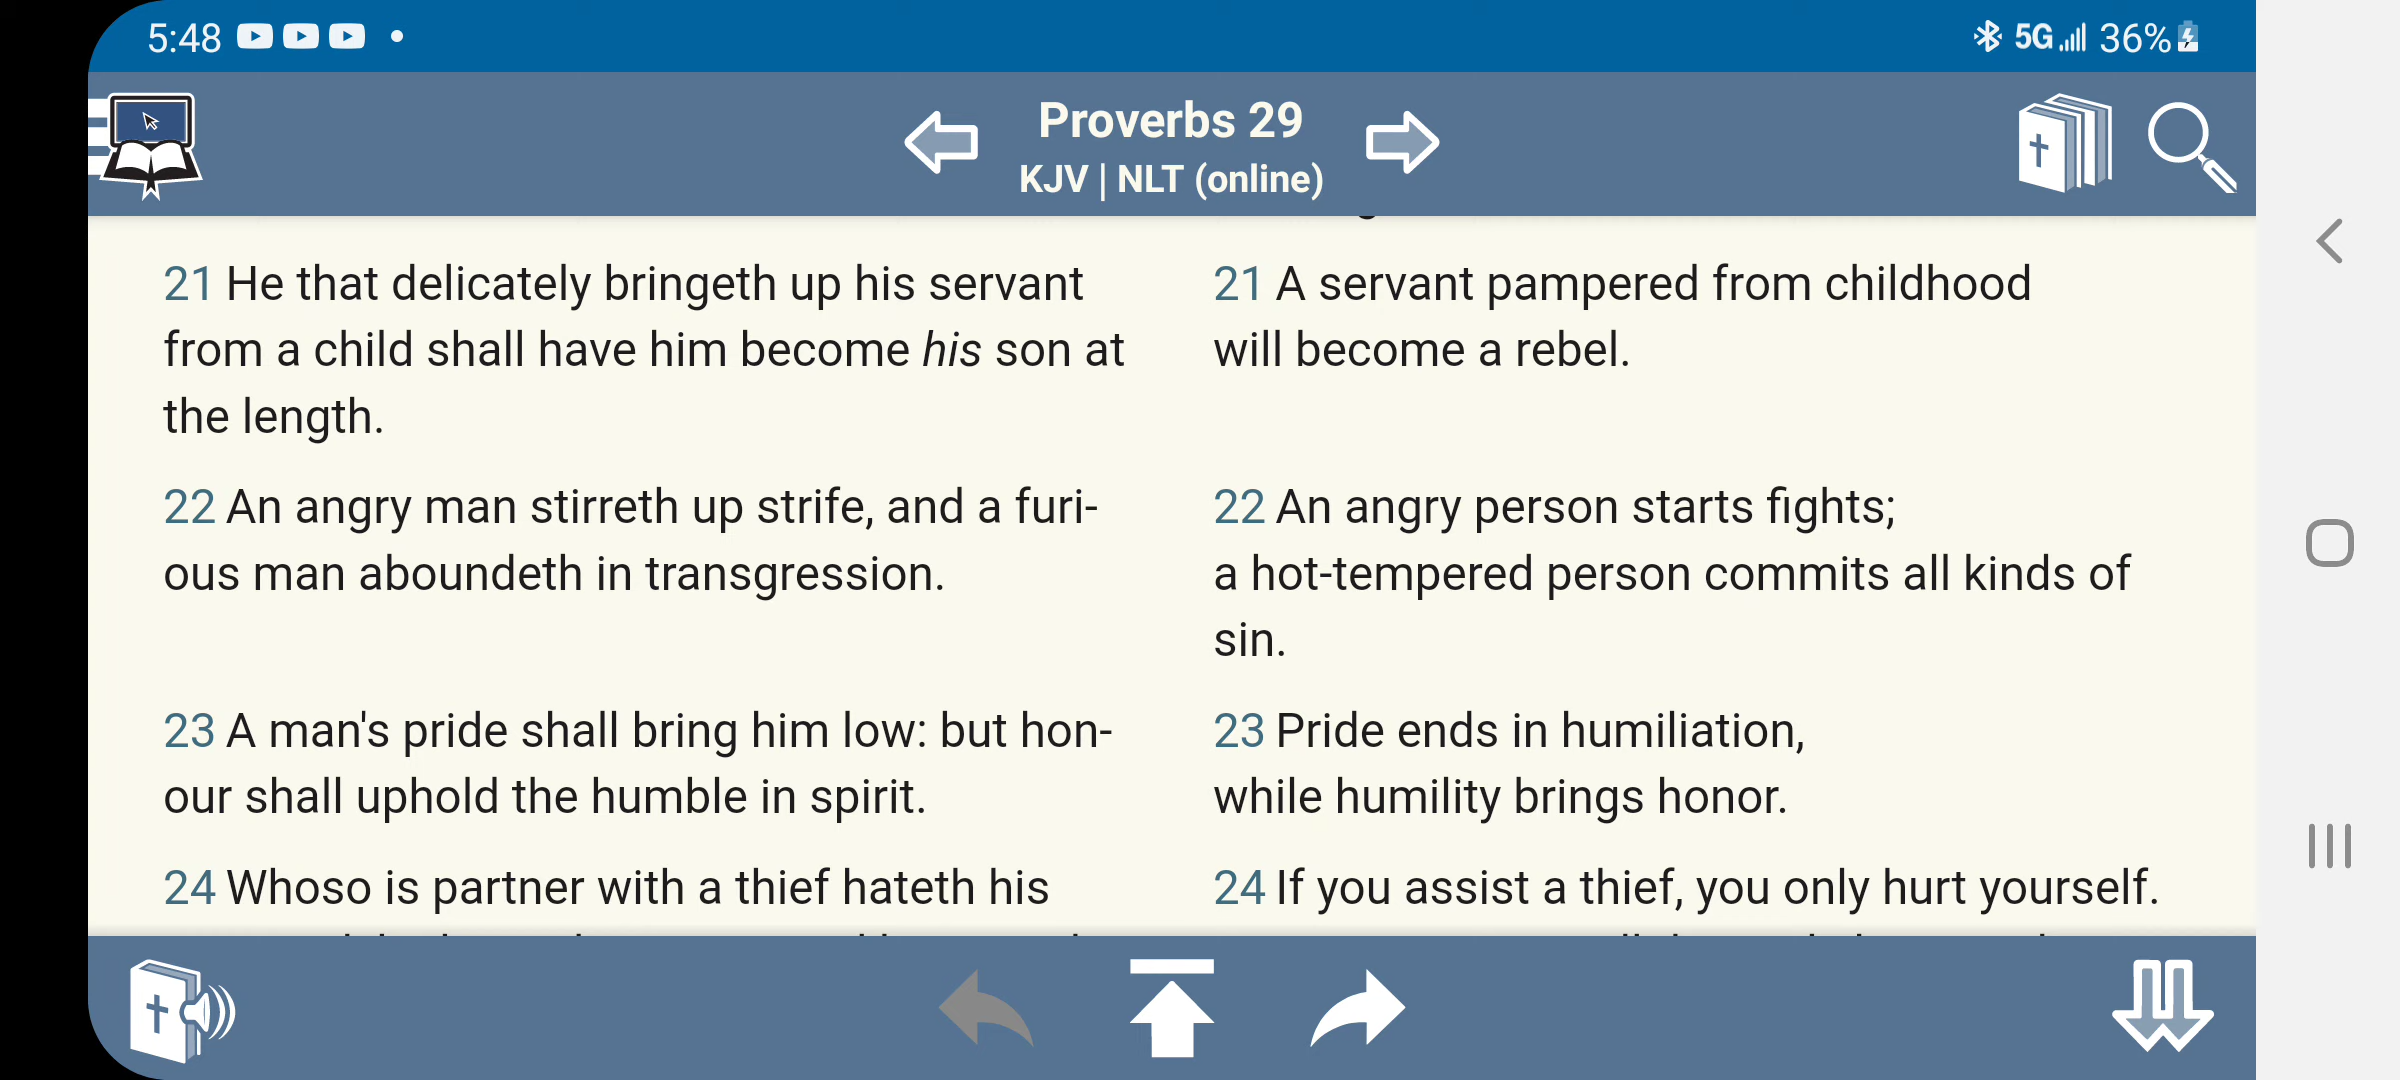 5:48
5G 36%
Proverbs 29
KJV | NLT (online)
21 He that delicately bringeth up his servant
from a child shall have him become his son at
the length.
22 An angry man stirreth up strife, and a furi-
ous man aboundeth in transgression.
23 A man's pride shall bring him low: but hon-
our shall uphold the humble in spirit.
24 Whoso is partner with a thief hateth his
21 A servant pampered from childhood
will become a rebel.
22 An angry person starts fights;
a hot-tempered person commits all kinds of
sin.
23 Pride ends in humiliation,
while humility brings honor.
24 If you assist a thief, you only hurt yourself.